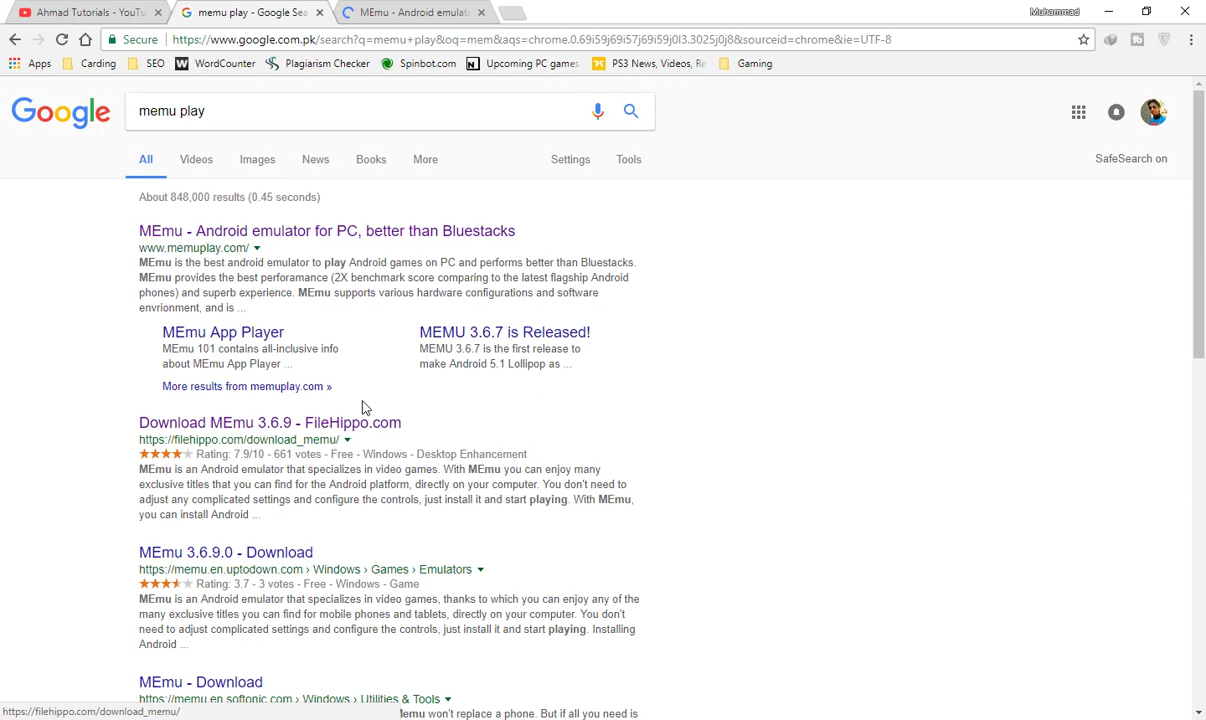 Ahmad Tutorials - YouTu
memu play - Google Sea
MEmu - Android emulat
Muhammad
Secure
https://www.google.com.pk/search?q=memu+play&oq=mem&aqs=chrome.0.69i59j69i57j69i59j0l3.3025j0j8&sourceid=chrome&ie=UTF-8
Apps
Carding
SEO
WordCounter
Plagiarism Checker
Spinbot.com
Upcoming PC games
PS3 News, Videos, Re
Gaming
Google
memu play
All
Videos
Images
News
Books
More
Settings
Tools
SafeSearch on
About 848,000 results (0.45 seconds)
MEmu - Android emulator for PC, better than Bluestacks
www.memuplay.com/
MEmu is the best android emulator to play Android games on PC and performs better than Bluestacks.
MEmu provides the best perforamance (2X benchmark score comparing to the latest flagship Android
phones) and superb experience. MEmu supports various hardware configurations and software
envrionment, and is ...
MEmu App Player
MEmu 101 contains all-inclusive info
about MEmu App Player ...
MEMU 3.6.7 is Released!
MEMU 3.6.7 is the first release to
make Android 5.1 Lollipop as ...
More results from memuplay.com »
Download MEmu 3.6.9 - FileHippo.com
https://filehippo.com/download_memu/
Rating: 7.9/10 - 661 votes - Free - Windows - Desktop Enhancement
MEmu is an Android emulator that specializes in video games. With MEmu you can enjoy many
exclusive titles that you can find for the Android platform, directly on your computer. You don't need to
adjust any complicated settings and configure the controls, just install it and start playing. With MEmu,
you can install Android ...
MEmu 3.6.9.0 - Download
https://memu.en.uptodown.com › Windows › Games › Emulators
Rating: 3.7 - 3 votes - Free - Windows - Game
MEmu is an Android emulator that specializes in video games, thanks to which you can enjoy any of the
many exclusive titles you can find for mobile phones and tablets, directly on your computer. You don't
need to adjust complicated settings and configure the controls, just install it and start playing. Installing
Android ...
MEmu - Download
https://memu.en.softonic.com › Windows › Utilities & Tools
MEmu won't replace a phone. But if all you need is
https://filehippo.com/download_memu/